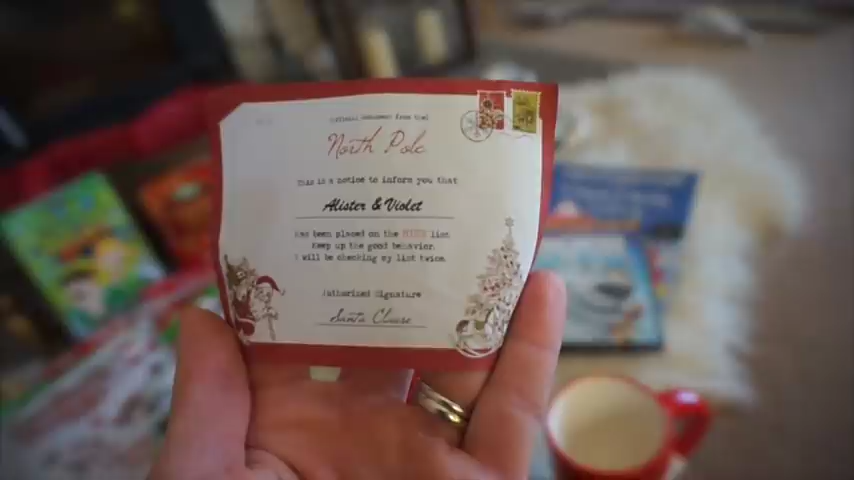 Official document from the
North Pole
This is a notice to inform you that
Alister & Violet
has been placed on the NICE list
Keep up the good behavior.
I will be checking my list twice.
Authorized Signature
Santa Clause